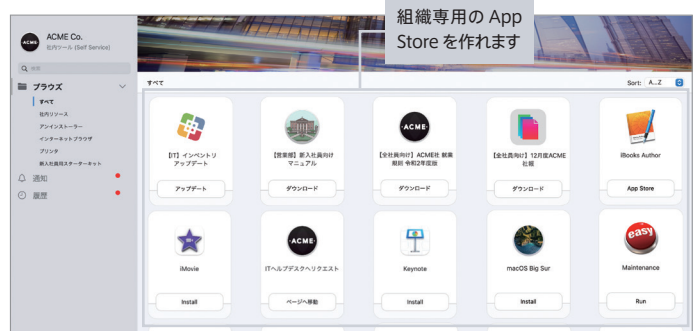 組織専用の App
Store を作れます
ACME
ACME Co.
社内ツール (Self Service)
検索
ブラウズ
すべて
社内リソース
アンインストーラー
インターネットブラウザ
プリンタ
新入社員用スターターキット
通知
履歴
すべて
Sort: A...Z
【IT】インベントリ
アップデート
アップデート
【営業部】新入社員向け
マニュアル
ダウンロード
ACME
【全社員向け】ACME社 就業
規則 令和2年度版
ダウンロード
【全社員向け】12月度ACME
社報
ダウンロード
iBooks Author
App Store
iMovie
Install
ACME
ITヘルプデスクへリクエスト
ページへ移動
Keynote
Install
macOS Big Sur
Install
easy
Maintenance
Run